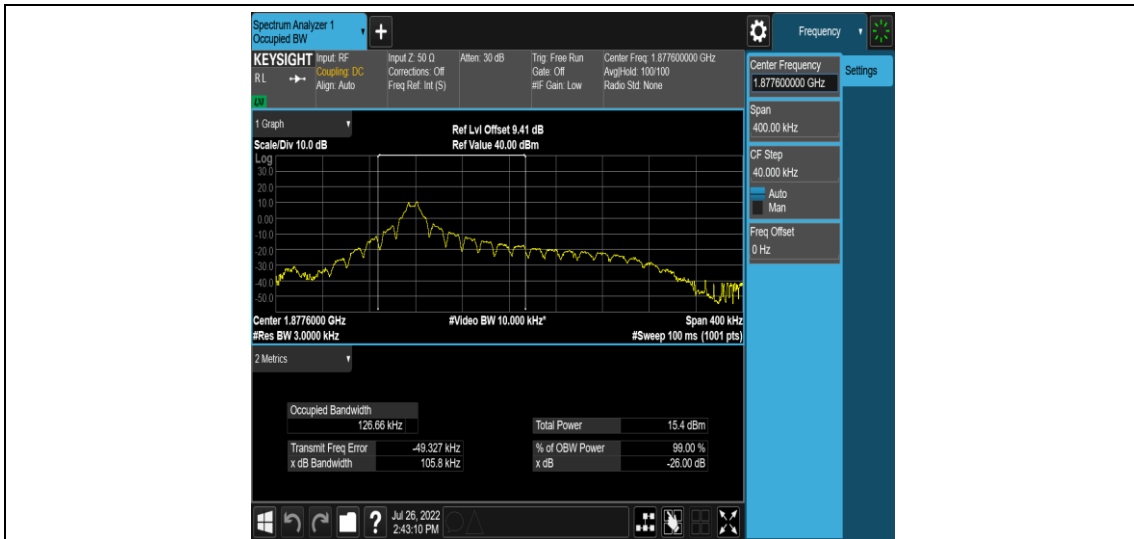 Spectrum Analyzer 1
Occupied BW
+
Frequency
KEYSIGHT
RL
LM
Input: RF
Coupling: DC
Align: Auto
Input Z: 50 Ω
Corrections: Off
Freq Ref: Int (S)
Atten: 30 dB
Trig: Free Run
Gate: Off
#IF Gain: Low
Center Freq: 1.877600000 GHz
Avg|Hold: 100/100
Radio Std: None
Center Frequency
1.877600000 GHz
Settings
Span
400.00 kHz
CF Step
40.000 kHz
Auto
Man
Freq Offset
0 Hz
1 Graph
Scale/Div 10.0 dB
Ref Lvl Offset 9.41 dB
Ref Value 40.00 dBm
Log
30.0
20.0
10.0
0.00
-10.0
-20.0
-30.0
-40.0
-50.0
Center 1.8776000 GHz
#Video BW 10.000 kHz*
Span 400 kHz
#Res BW 3.0000 kHz
#Sweep 100 ms (1001 pts)
2 Metrics
Occupied Bandwidth
126.66 kHz
Total Power 15.4 dBm
Transmit Freq Error -49.327 kHz
% of OBW Power 99.00 %
x dB Bandwidth 105.8 kHz
x dB -26.00 dB
?
Jul 26, 2022
2:43:10 PM